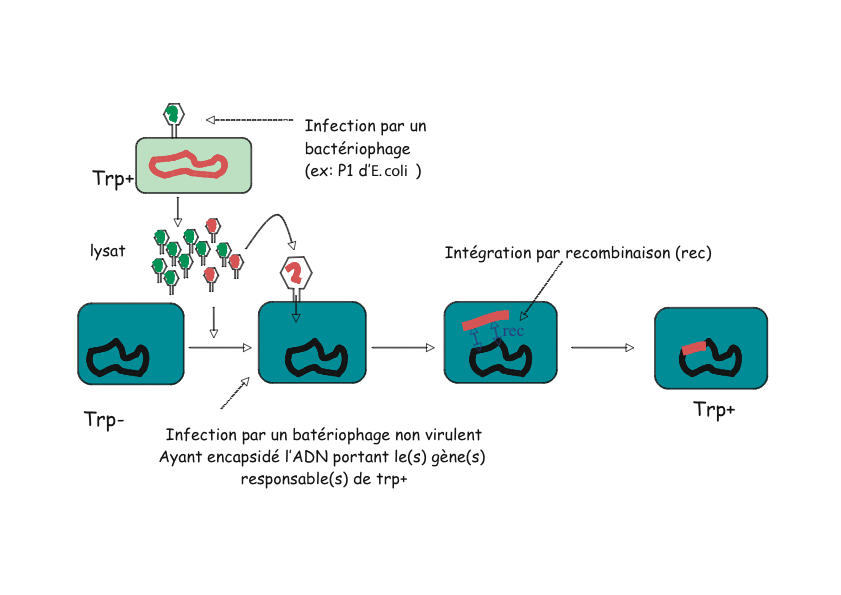 Infection par un
bactériophage
(ex: P1 d'E. coli )
Trp+
lysat
Intégration par recombinaison (rec)
rec
Trp-
Trp+
Infection par un batériophage non virulent
Ayant encapsidé l'ADN portant le(s) gène(s)
responsable(s) de trp+